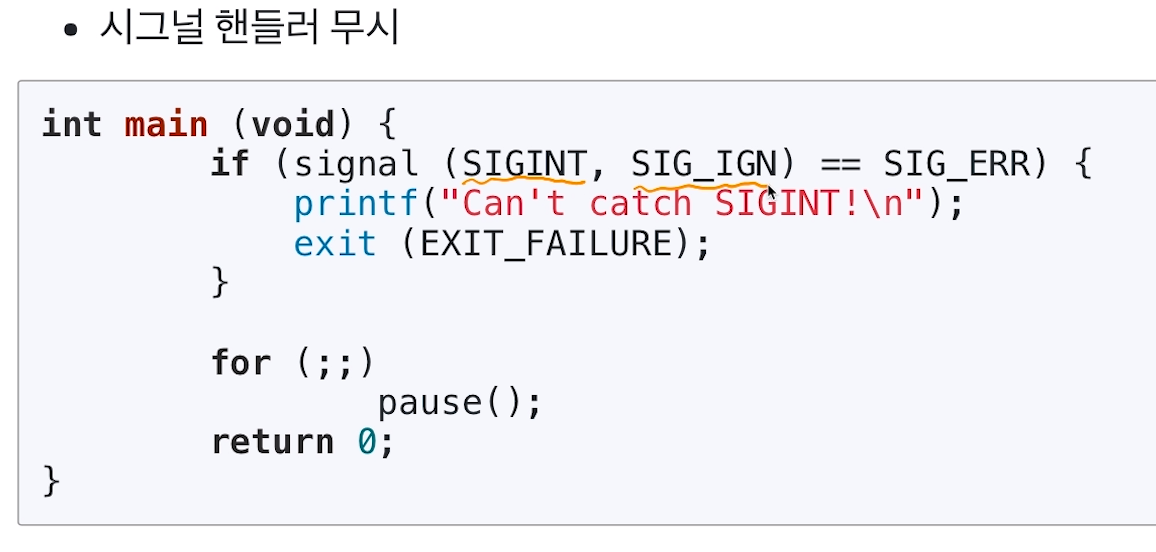 • 시그널 핸들러 무시
int main (void) {
if (signal (SIGINT, SIG_IGN) == SIG_ERR) {
printf("Can't catch SIGINT!\n");
exit (EXIT_FAILURE);
}
for (;;)
pause();
return 0;
}